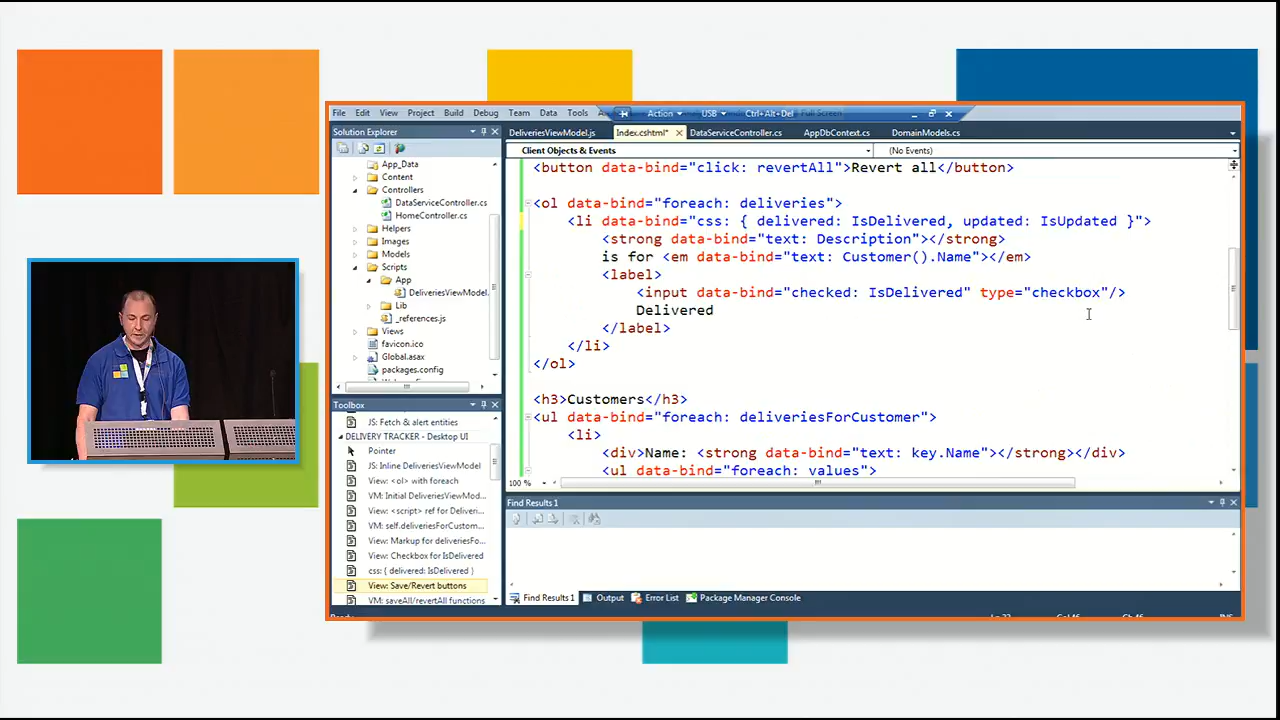 File Edit View Project Build Debug Team Data Tools Action USB Ctrl+Alt+Del Full Screen
Solution Explorer
DeliveriesViewModel.js Index.cshtml* DataServiceController.cs AppDbContext.cs DomainModels.cs
Client Objects & Events (No Events)
App_Data
Content
Controllers
DataServiceController.cs
HomeController.cs
Helpers
Images
Models
Scripts
App
DeliveriesViewModel.
Lib
_references.js
Views
favicon.ico
Global.asax
packages.config
<button data-bind="click: revertAll">Revert all</button>
<ol data-bind="foreach: deliveries">
<li data-bind="css: { delivered: IsDelivered, updated: IsUpdated }">
<strong data-bind="text: Description"></strong>
is for <em data-bind="text: Customer().Name"></em>
<label>
<input data-bind="checked: IsDelivered" type="checkbox"/>
Delivered
</label>
</li>
</ol>
<h3>Customers</h3>
<ul data-bind="foreach: deliveriesForCustomer">
<li>
<div>Name: <strong data-bind="text: key.Name"></strong></div>
<ul data-bind="foreach: values">
100 %
Toolbox
JS: Fetch & alert entities
DELIVERY TRACKER - Desktop UI
Pointer
JS: Inline DeliveriesViewModel
View: <ol> with foreach
VM: Initial DeliveriesViewMod...
View: <script> ref for Deliveri...
VM: self.deliveriesForCustom...
View: Markup for deliveriesFo...
View: Checkbox for IsDelivered
css: { delivered: IsDelivered }
View: Save/Revert buttons
VM: saveAll/revertAll functions
Find Results 1
Find Results 1 Output Error List Package Manager Console